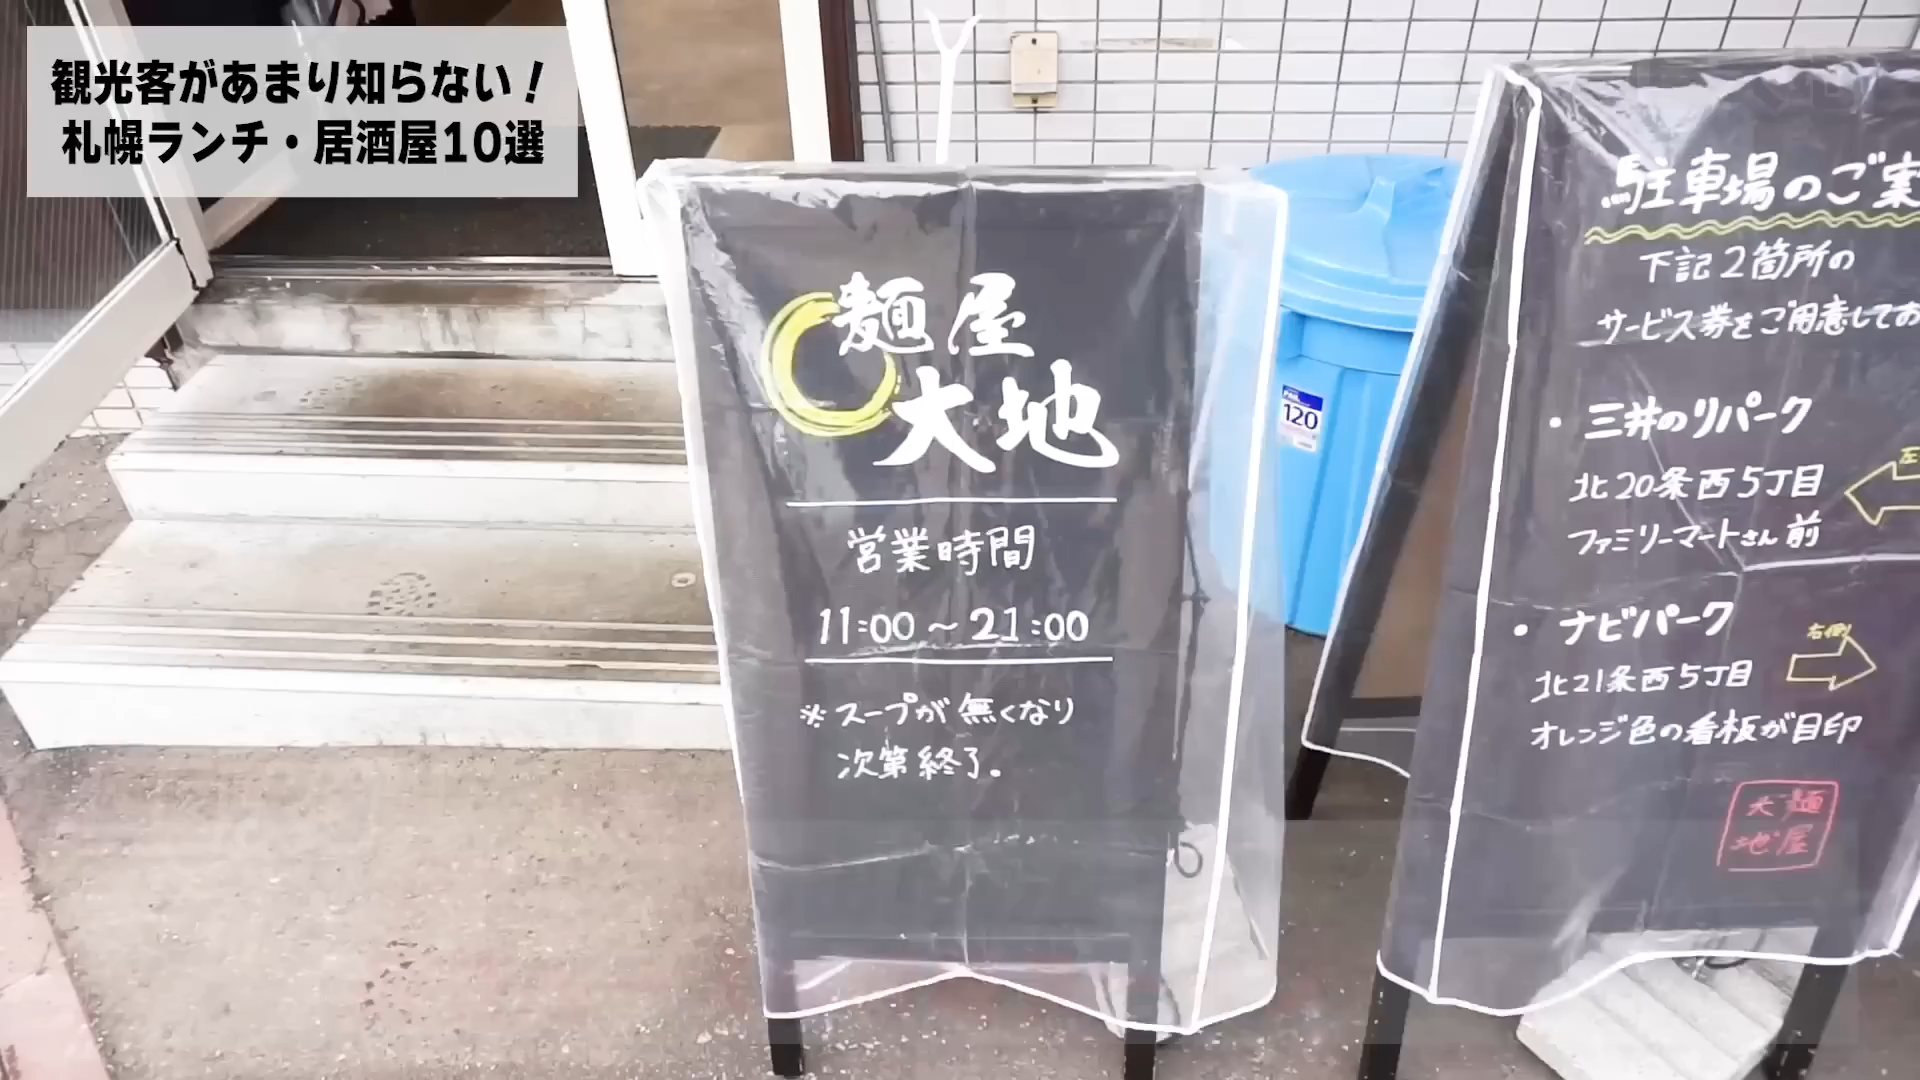 観光客があまり知らない!
札幌ランチ・居酒屋10選
麺屋
大地
営業時間
11:00～21:00
※スープが無くなり
次第終了。
120
駐車場のご案
下記2箇所の
サービス券をご用意してお
・三井のリパーク
北20条西5丁目
ファミリーマートさん前
左
・ナビパーク
右側
北21条西5丁目
オレンジ色の看板が目印
麺屋
大地